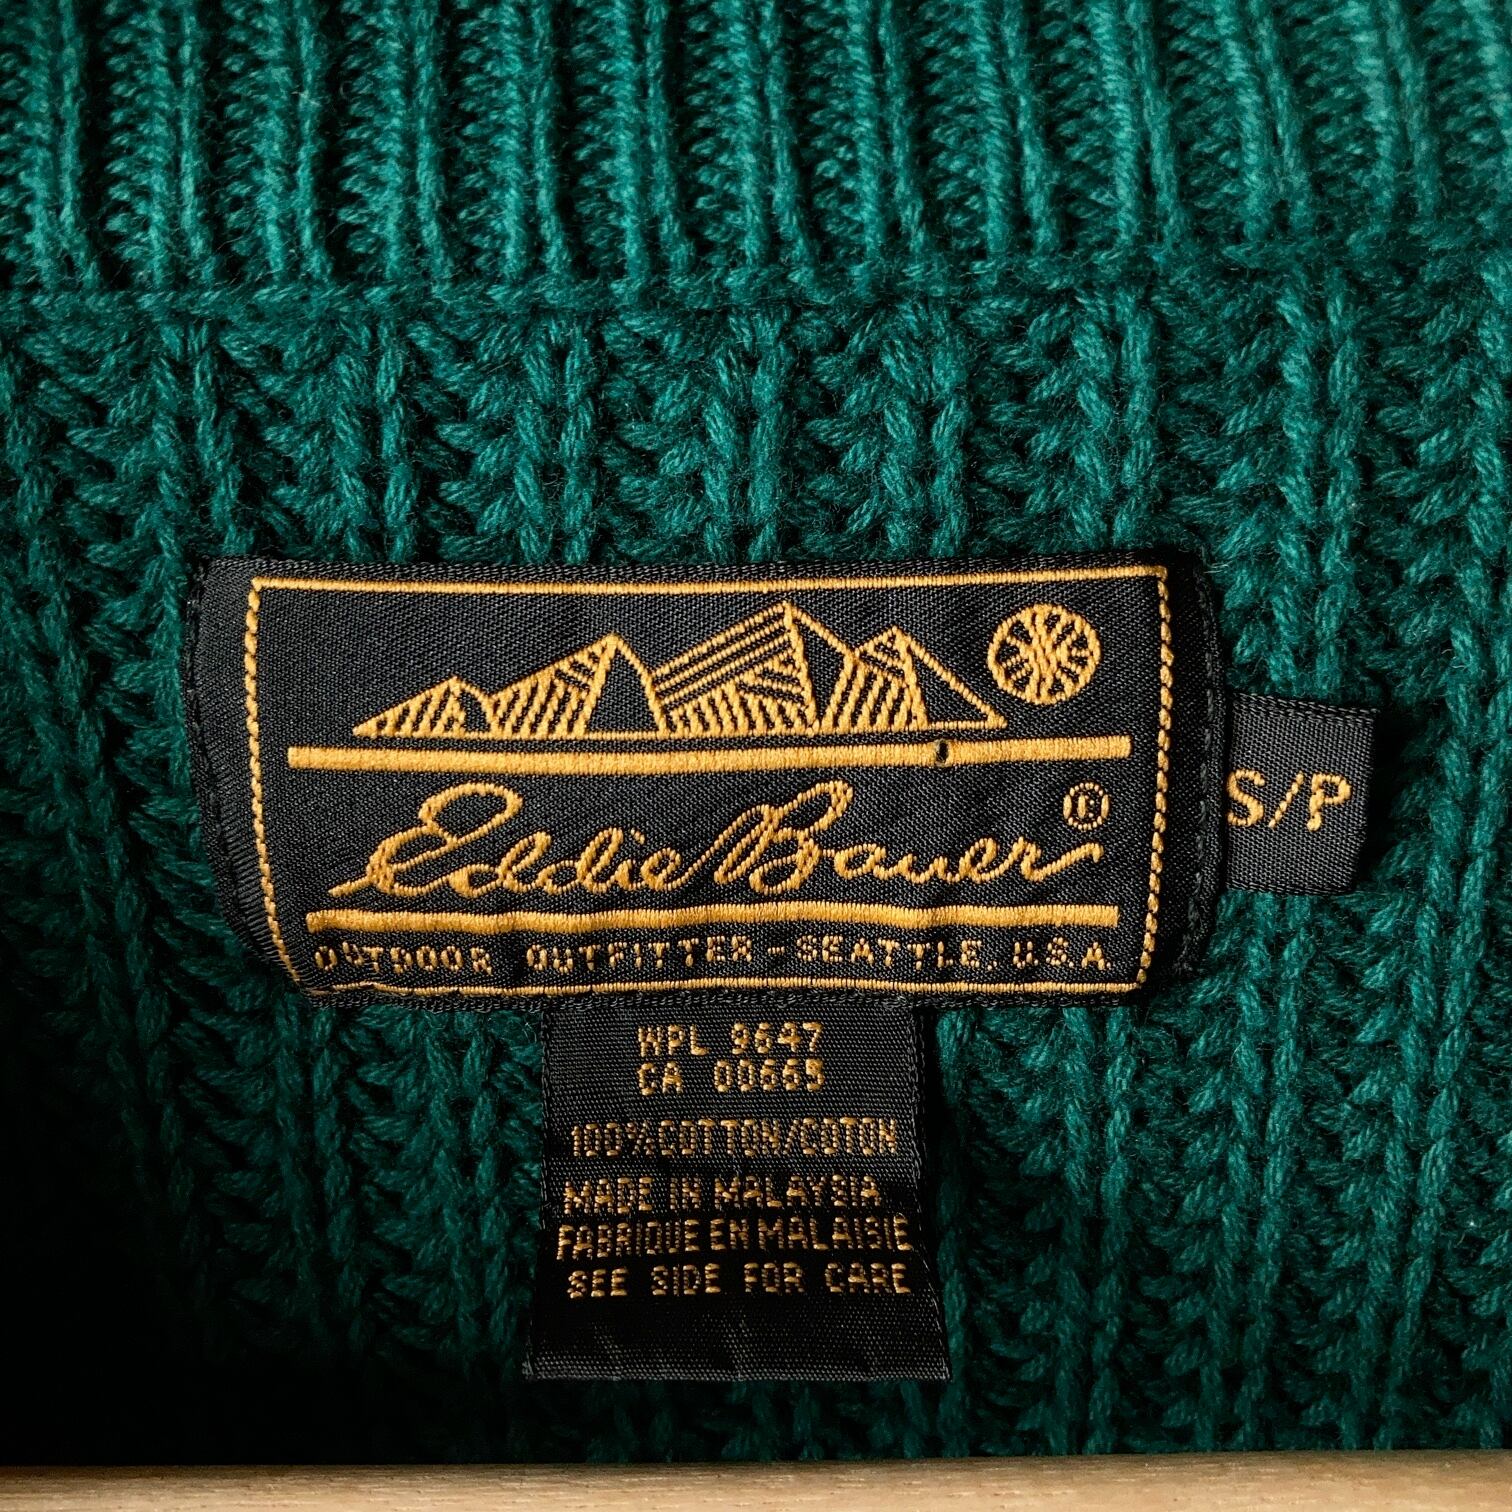 Eddie Bauer®
OUTDOOR OUTFITTER - SEATTLE, U.S.A.
S/P
WPL 9647
CA 00665
100% COTTON/COTON
MADE IN MALAYSIA
FABRIQUE EN MALAISIE
SEE SIDE FOR CARE